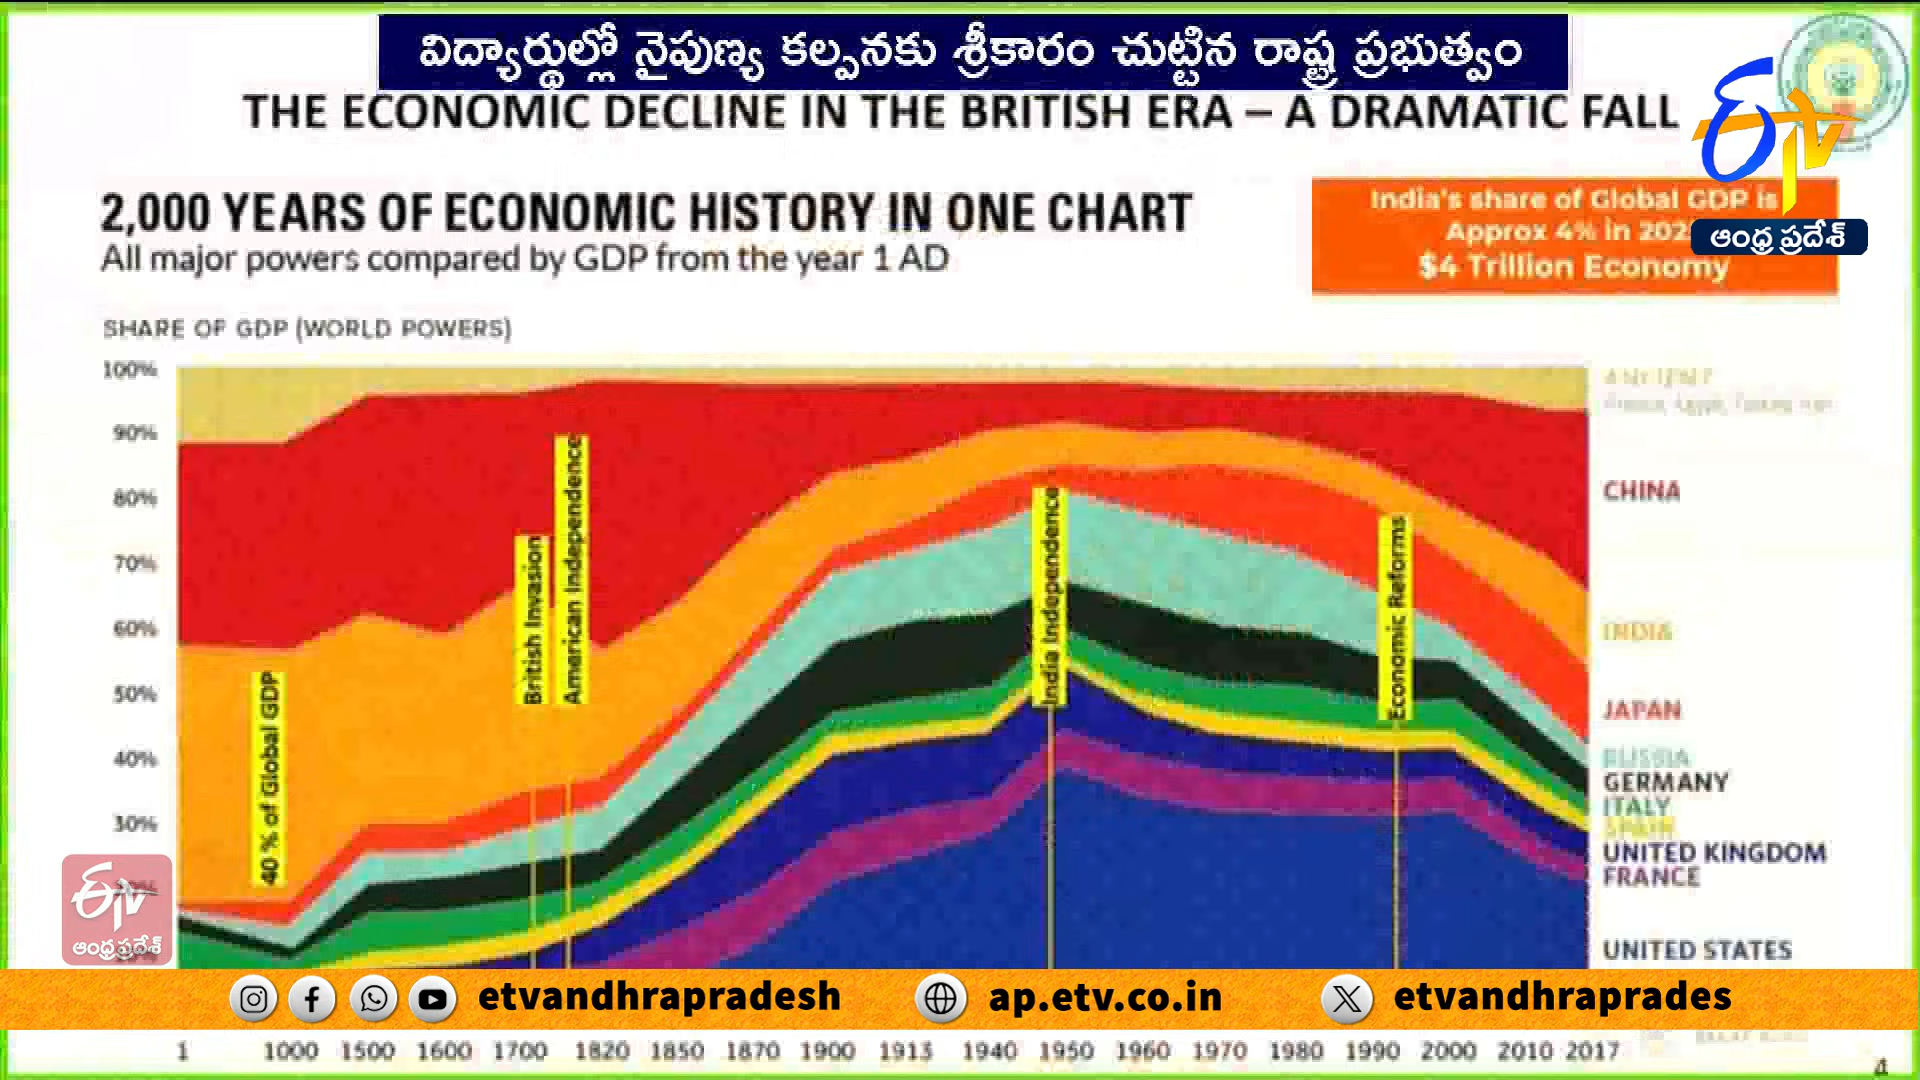 విద్యార్థుల్లో నైపుణ్య కల్పనకు శ్రీకారం చుట్టిన రాష్ట్ర ప్రభుత్వం
THE ECONOMIC DECLINE IN THE BRITISH ERA – A DRAMATIC FALL
ETV
ఆంధ్ర ప్రదేశ్
2,000 YEARS OF ECONOMIC HISTORY IN ONE CHART
All major powers compared by GDP from the year 1 AD
India's share of Global GDP is
Approx 4% in
$4 Trillion Economy
SHARE OF GDP (WORLD POWERS)
100%
90%
80%
70%
60%
50%
40%
30%
40 % of Global GDP
British Invasion
American Independence
India Independence
Economic Reforms
CHINA
INDIA
JAPAN
RUSSIA
GERMANY
ITALY
SPAIN
UNITED KINGDOM
FRANCE
UNITED STATES
ఆంధ్రప్రదేశ్
etvandhrapradesh
ap.etv.co.in
etvandhraprades
1 1000 1500 1600 1700 1820 1850 1870 1900 1913 1940 1950 1960 1970 1980 1990 2000 2010 2017
4